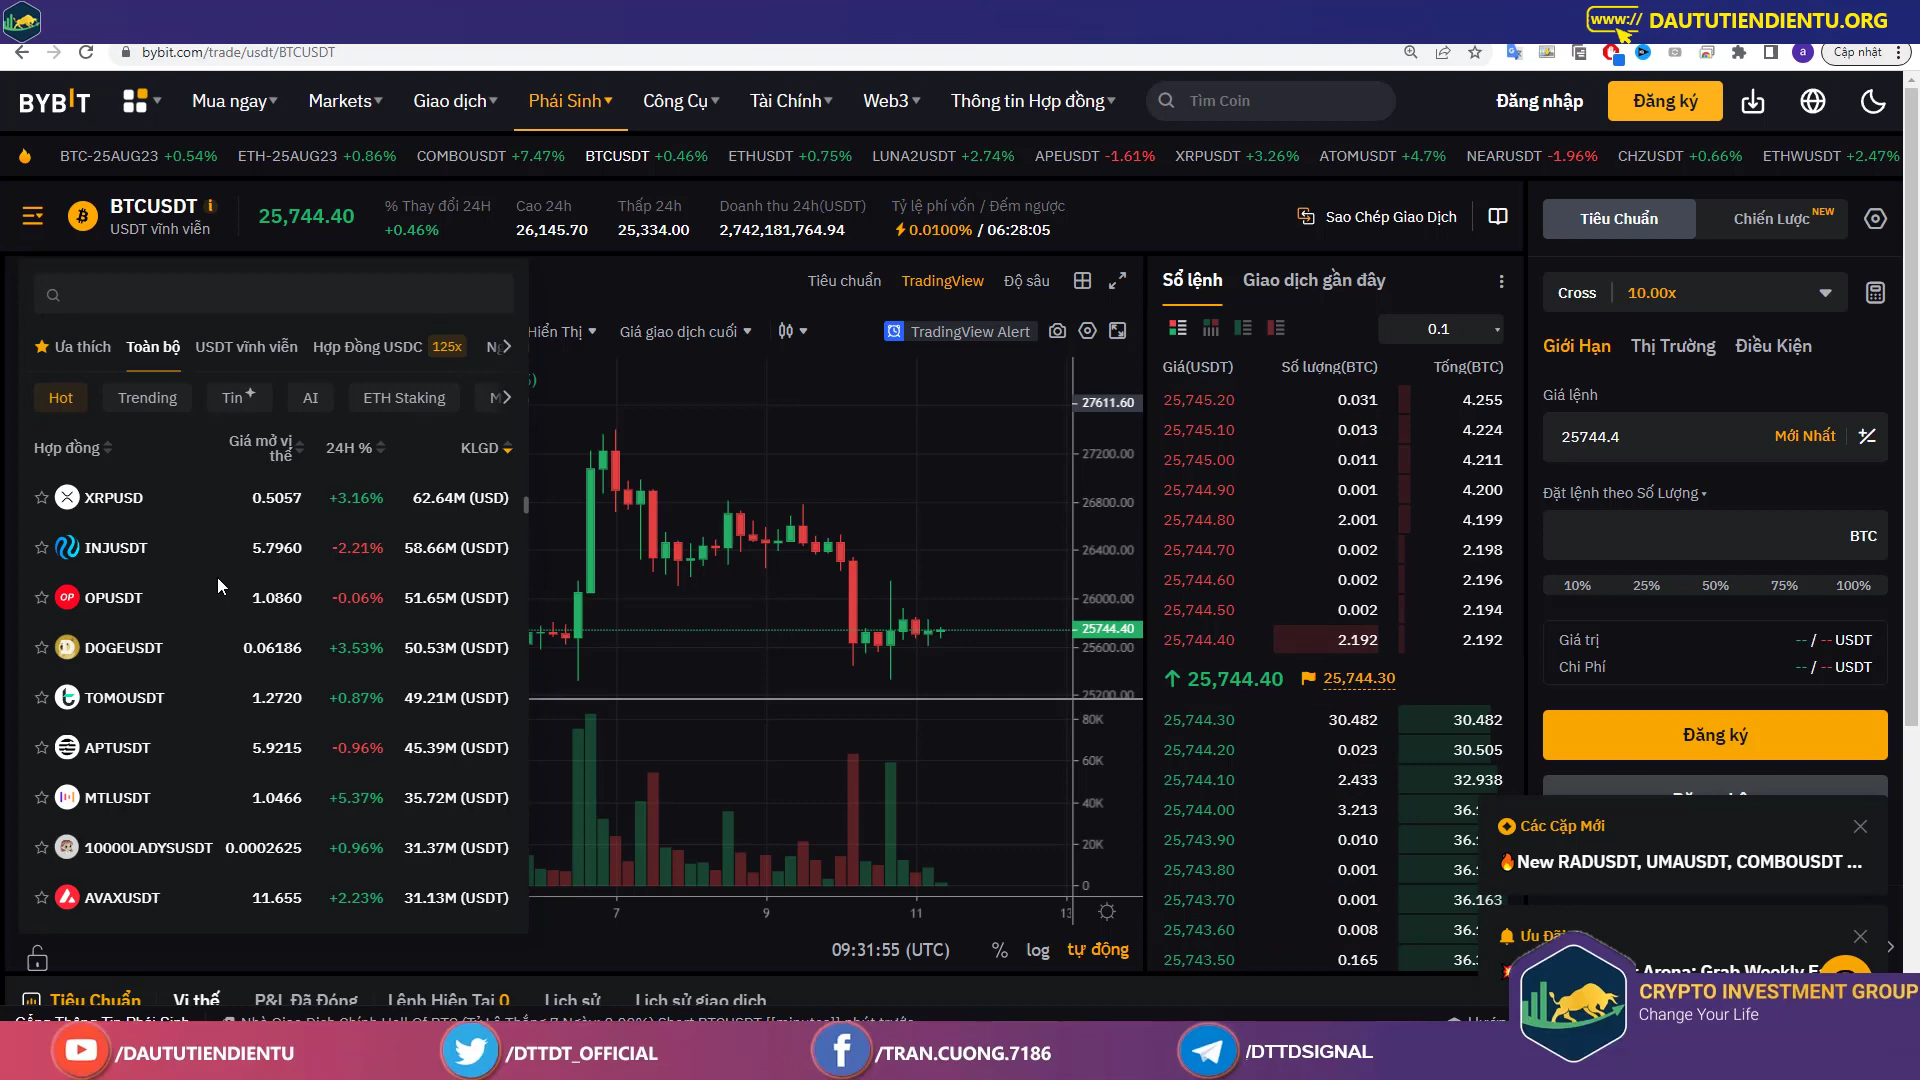 www:// DAUTUTIENDIENTU.ORG
bybit.com/trade/usdt/BTCUSDT
a
Cập nhật
BYBIT
Mua ngay
Markets
Giao dịch
Phái Sinh
Công Cụ
Tài Chính
Web3
Thông tin Hợp đồng
Tìm Coin
Đăng nhập
Đăng ký
BTC-25AUG23 +0.54%
ETH-25AUG23 +0.86%
COMBOUSDT +7.47%
BTCUSDT +0.46%
ETHUSDT +0.75%
LUNA2USDT +2.74%
APEUSDT -1.61%
XRPUSDT +3.26%
ATOMUSDT +4.7%
NEARUSDT -1.96%
CHZUSDT +0.66%
ETHWUSDT +2.47%
BTCUSDT
USDT vĩnh viễn
25,744.40
% Thay đổi 24H
+0.46%
Cao 24h
26,145.70
Thấp 24h
25,334.00
Doanh thu 24h(USDT)
2,742,181,764.94
Tỷ lệ phí vốn / Đếm ngược
0.0100% / 06:28:05
Sao Chép Giao Dịch
Tiêu Chuẩn
Chiến Lược NEW
Ưa thích
Toàn bộ
USDT vĩnh viễn
Hợp Đồng USDC 125x
Hot
Trending
Tin
AI
ETH Staking
M
Hợp đồng
Giá mở vị thế
24H %
KLGD
XRPUSD 0.5057 +3.16% 62.64M (USD)
INJUSDT 5.7960 -2.21% 58.66M (USDT)
OPUSDT 1.0860 -0.06% 51.65M (USDT)
DOGEUSDT 0.06186 +3.53% 50.53M (USDT)
TOMOUSDT 1.2720 +0.87% 49.21M (USDT)
APTUSDT 5.9215 -0.96% 45.39M (USDT)
MTLUSDT 1.0466 +5.37% 35.72M (USDT)
10000LADYSUSDT 0.0002625 +0.96% 31.37M (USDT)
AVAXUSDT 11.655 +2.23% 31.13M (USDT)
Tiêu chuẩn
TradingView
Độ sâu
Hiển Thị
Giá giao dịch cuối
TradingView Alert
27611.60
27200.00
26800.00
26400.00
26000.00
25744.40
25600.00
25200.00
80K
60K
40K
20K
0
7
9
11
13
09:31:55 (UTC)
%
log
tự động
Sổ lệnh
Giao dịch gần đây
0.1
Giá(USDT) Số lượng(BTC) Tổng(BTC)
25,745.20 0.031 4.255
25,745.10 0.013 4.224
25,745.00 0.011 4.211
25,744.90 0.001 4.200
25,744.80 2.001 4.199
25,744.70 0.002 2.198
25,744.60 0.002 2.196
25,744.50 0.002 2.194
25,744.40 2.192 2.192
25,744.40
25,744.30
25,744.30 30.482 30.482
25,744.20 0.023 30.505
25,744.10 2.433 32.938
25,744.00 3.213 36.
25,743.90 0.010 36.
25,743.80 0.001 36.
25,743.70 0.001 36.163
25,743.60 0.008 36.
25,743.50 0.165 36.
Cross
10.00x
Giới Hạn
Thị Trường
Điều Kiện
Giá lệnh
25744.4
Mới Nhất
Đặt lệnh theo Số Lượng
BTC
10% 25% 50% 75% 100%
Giá trị
-- / -- USDT
Chi Phí
-- / -- USDT
Đăng ký
Các Cặp Mới
New RADUSDT, UMAUSDT, COMBOUSDT ...
Ưu Đãi
Arena: Grab Weekly
Tiêu Chuẩn
Vị thế
P&L Đã Đóng
Lệnh Hiện Tại 0
Lịch sử
Lịch sử giao dịch
CRYPTO INVESTMENT GROUP
Change Your Life
/DAUTUTIENDIENTU
/DTTDT_OFFICIAL
/TRAN.CUONG.7186
/DTTDSIGNAL